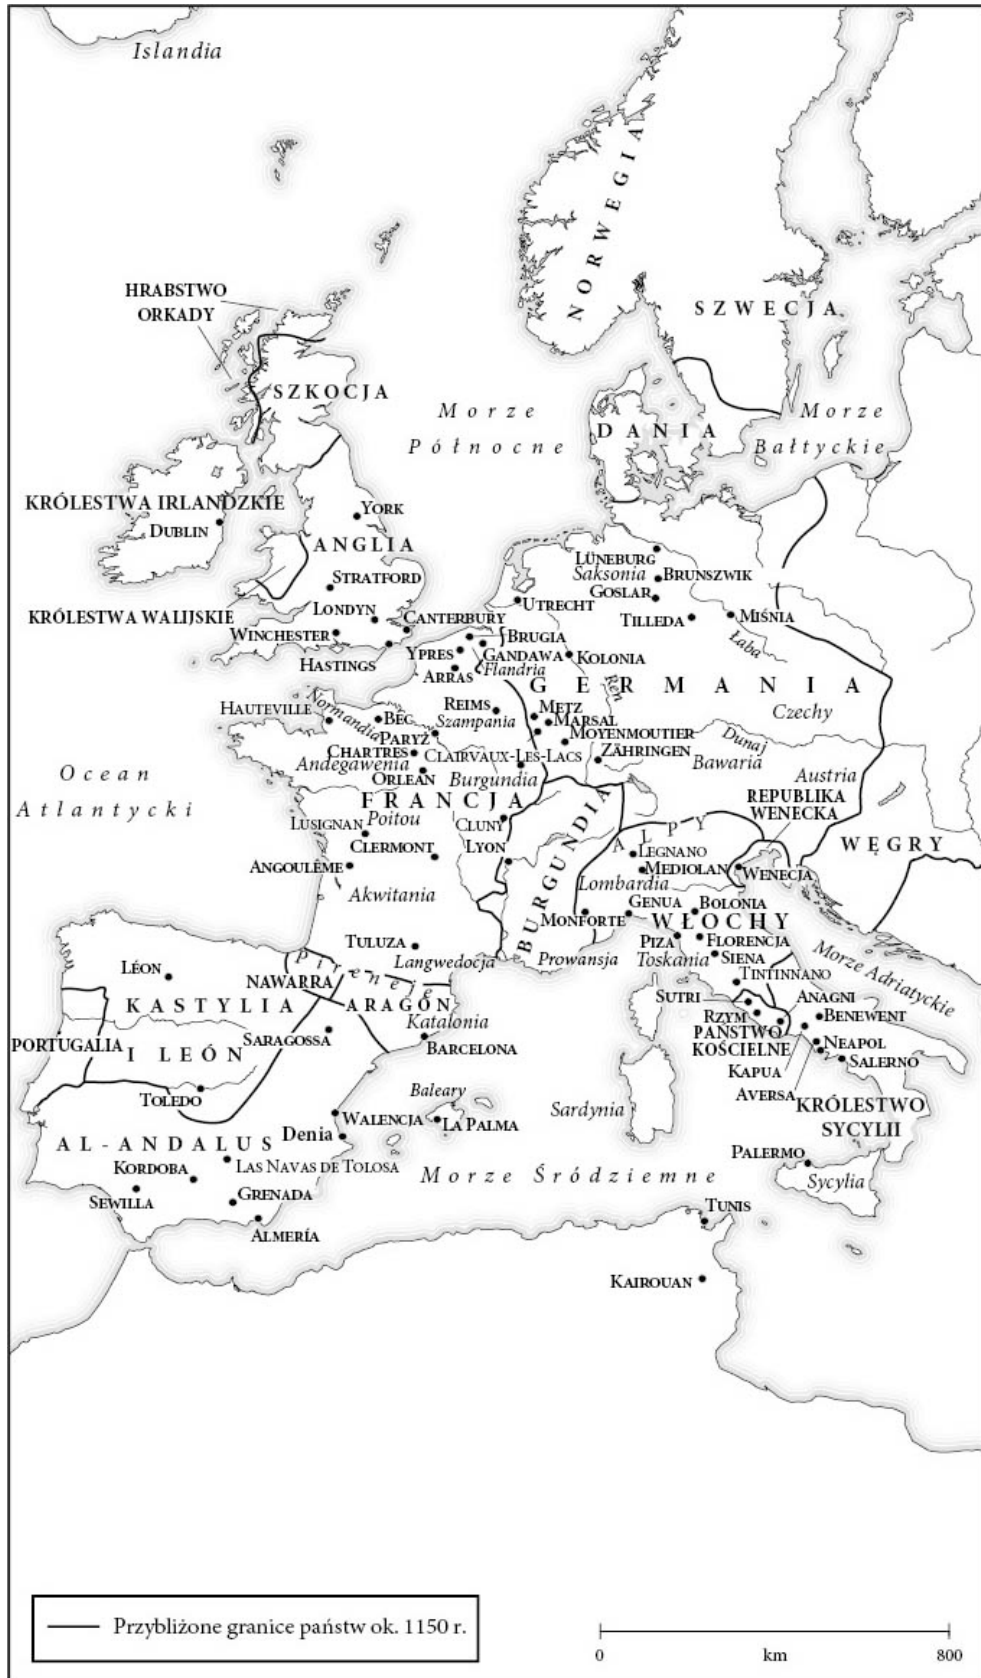 Islandia
NORWEGIA
SZWECJA
HRABSTWO
ORKADY
SZKOCJA
Morze
Północne
DANIA
Morze
Bałtyckie
KRÓLESTWA IRLANDZKIE
DUBLIN
YORK
ANGLIA
STRATFORD
KRÓLESTWA WALIJSKIE
LONDYN
CANTERBURY
WINCHESTER
HASTINGS
LÜNEBURG
Saksonia
BRUNSZWIK
GOSLAR
UTRECHT
TILLEDA
MIŚNIA
Łaba
BRUGIA
YPRES
GANDAWA
Flandria
KOLONIA
ARRAS
GERMANIA
Ren
HAUTEVILLE
Normandia
BEC
REIMS
Szampania
METZ
MARSAL
Czechy
PARYŻ
MOYENMOUTIER
CHARTRES
CLAIRVAUX-LES-LACS
ZÄHRINGEN
Dunaj
Bawaria
Andegawenia
ORLEAN
Burgundia
Austria
Ocean
Atlantycki
FRANCJA
REPUBLIKA
WENECKA
Poitou
LUSIGNAN
CLUNY
BURGUNDIA
ALPY
WĘGRY
CLERMONT
LYON
LEGNANO
MEDIOLAN
WENECJA
ANGOULÊME
Lombardia
Akwitania
GENUA
BOLONIA
MONFORTE
WŁOCHY
TULUZA
Langwedocja
Prowansja
PIZA
FLORENCJA
Toskania
SIENA
Morze Adriatyckie
Pireneje
LÉON
NAWARRA
TINTINNANO
KASTYLIA
ARAGÓN
SUTRI
ANAGNI
Katalonia
RZYM
BENEWENT
PORTUGALIA
I LEÓN
SARAGOSSA
BARCELONA
PAŃSTWO
KOŚCIELNE
NEAPOL
KAPUA
SALERNO
TOLEDO
Baleary
AVERSA
Sardynia
KRÓLESTWO
SYCYLII
WALENCJA
LA PALMA
AL-ANDALUS
Denia
PALERMO
KORDOBA
LAS NAVAS DE TOLOSA
Morze Śródziemne
Sycylia
SEWILLA
GRENADA
TUNIS
ALMERÍA
KAIROUAN
Przybliżone granice państw ok. 1150 r.
0
km
800